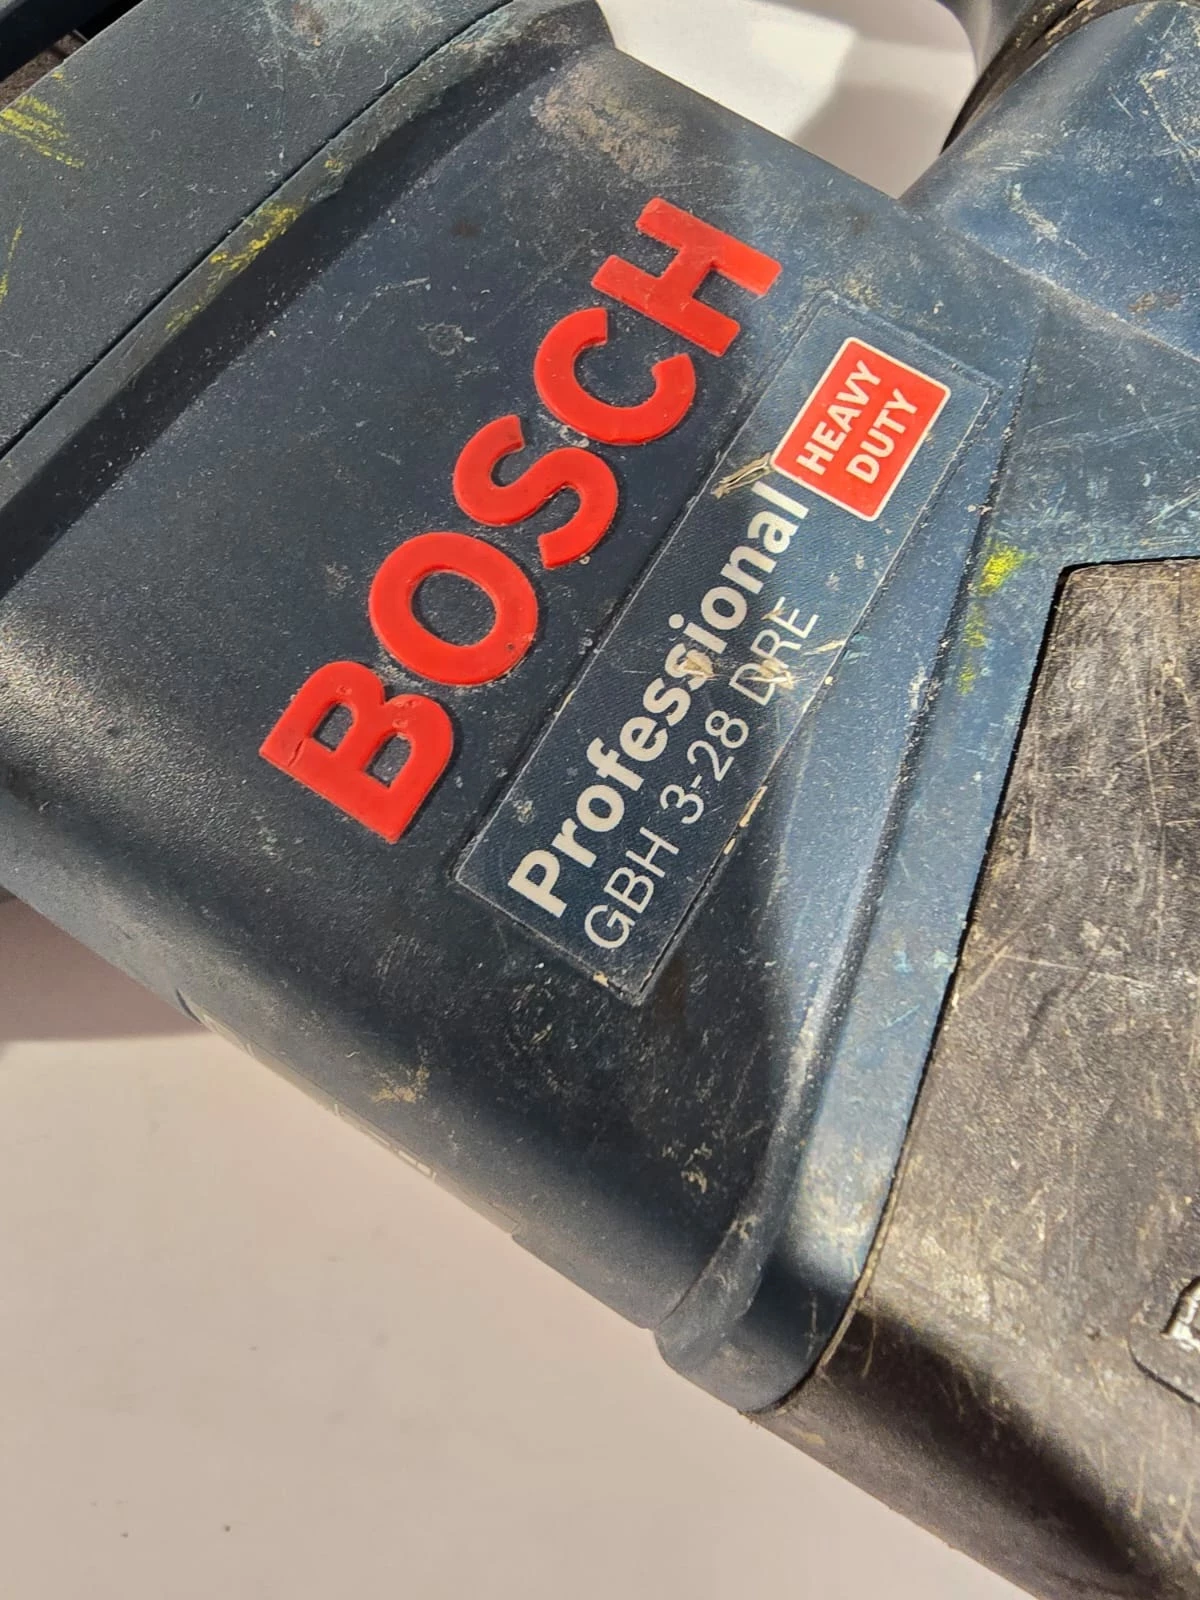 BOSCH
Professional
GBH 3-28 DRE
HEAVY
DUTY